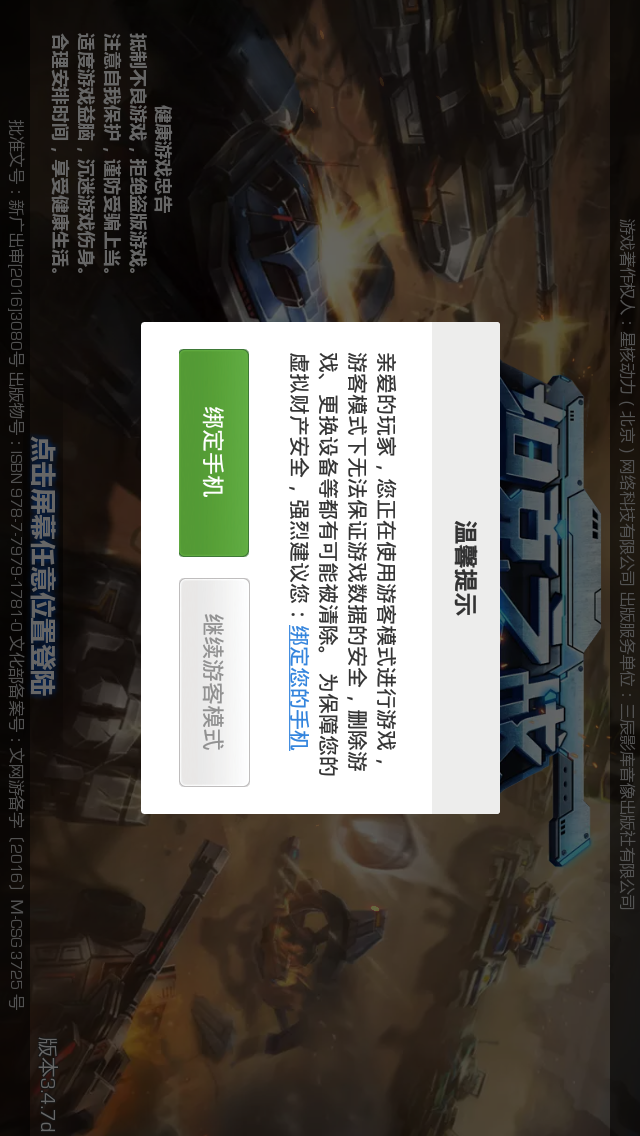 游戏著作权人：星核动力（北京）网络科技有限公司 出版服务单位：三辰影库音像出版社有限公司
温馨提示
亲爱的玩家，您正在使用游客模式进行游戏，
游客模式下无法保证游戏数据的安全，删除游
戏、更换设备等都有可能被清除。 为保障您的
虚拟财产安全，强烈建议您：绑定您的手机
绑定手机
继续游客模式
健康游戏忠告
抵制不良游戏，拒绝盗版游戏。
注意自我保护，谨防受骗上当。
适度游戏益脑，沉迷游戏伤身。
合理安排时间，享受健康生活。
点击屏幕任意位置登陆
版本3.4.7d
批准文号：新广出审[2016]3080号 出版物号：ISBN 978-7-7979-1781-0 文化部备案号：文网游备字〔2016〕M-CSG 3725 号